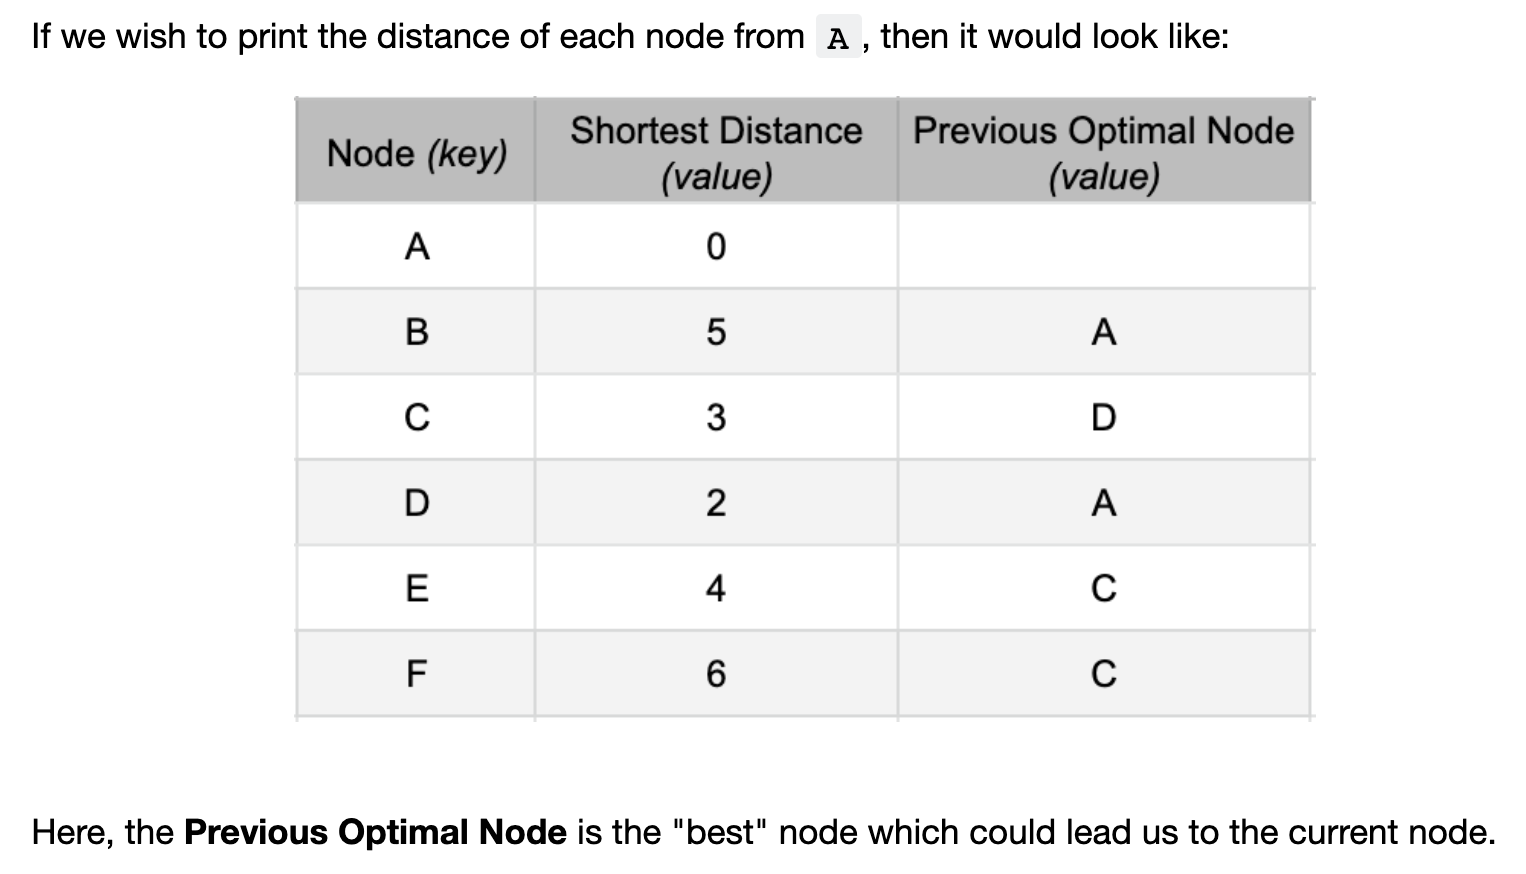 If we wish to print the distance of each node from A , then it would look like:
Node (key) Shortest Distance (value) Previous Optimal Node (value)
A 0
B 5 A
C 3 D
D 2 A
E 4 C
F 6 C
Here, the Previous Optimal Node is the "best" node which could lead us to the current node.